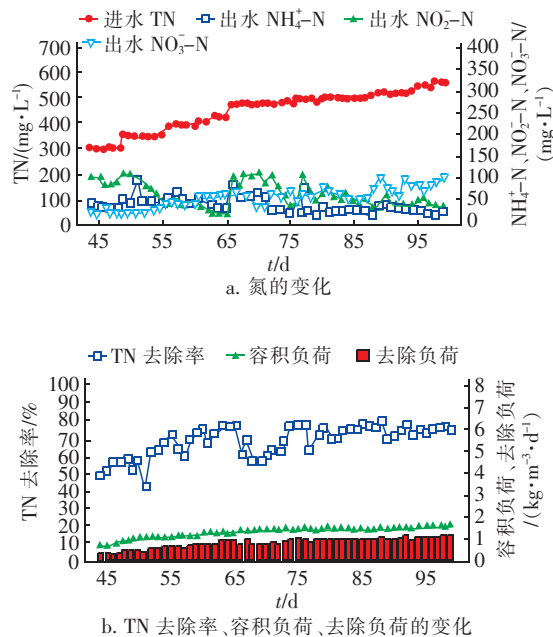 进水 TN 出水 NH₄⁺–N 出水 NO₂⁻–N
出水 NO₃⁻–N
700 400
600 350
500 300
400 250
300 200
200 150
100 100
0 50
0
TN/(mg·L⁻¹)
NH₄⁺–N、NO₂⁻–N、NO₃⁻–N/
(mg·L⁻¹)
45 55 65 75 85 95
t/d
a. 氮的变化
TN 去除率 容积负荷 去除负荷
100 8
90 7
80 6
70 5
60 4
50 3
40 2
30 1
20 0
10
0
TN 去除率/%
容积负荷、去除负荷
/(kg·m⁻³·d⁻¹)
45 55 65 75 85 95
t/d
b. TN 去除率、容积负荷、去除负荷的变化